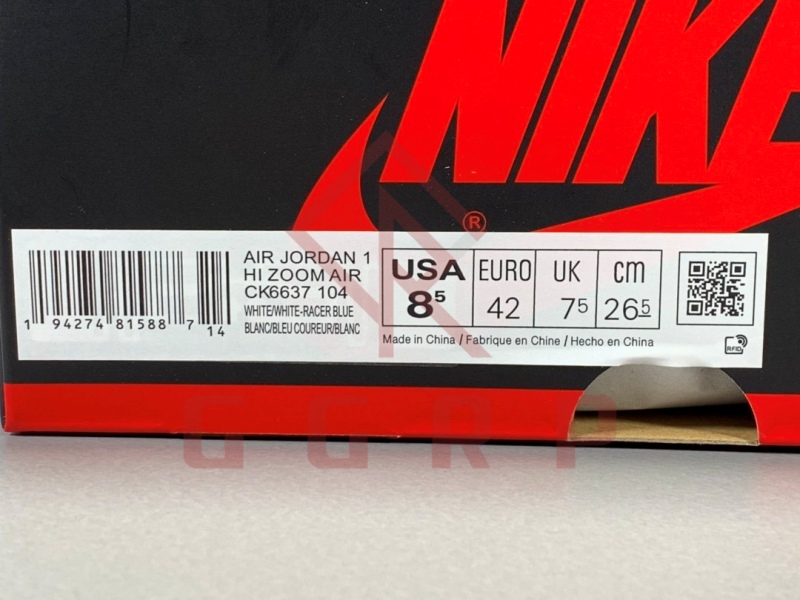 NIKE
®
AIR JORDAN 1
HI ZOOM AIR
CK6637 104
WHITE/WHITE-RACER BLUE
BLANC/BLEU COUREUR/BLANC
1 94274 81588 7 14
USA EURO UK cm
8⁵ 42 7⁵ 26⁵
Made in China / Fabrique en Chine / Hecho en China
RFID
GGRP